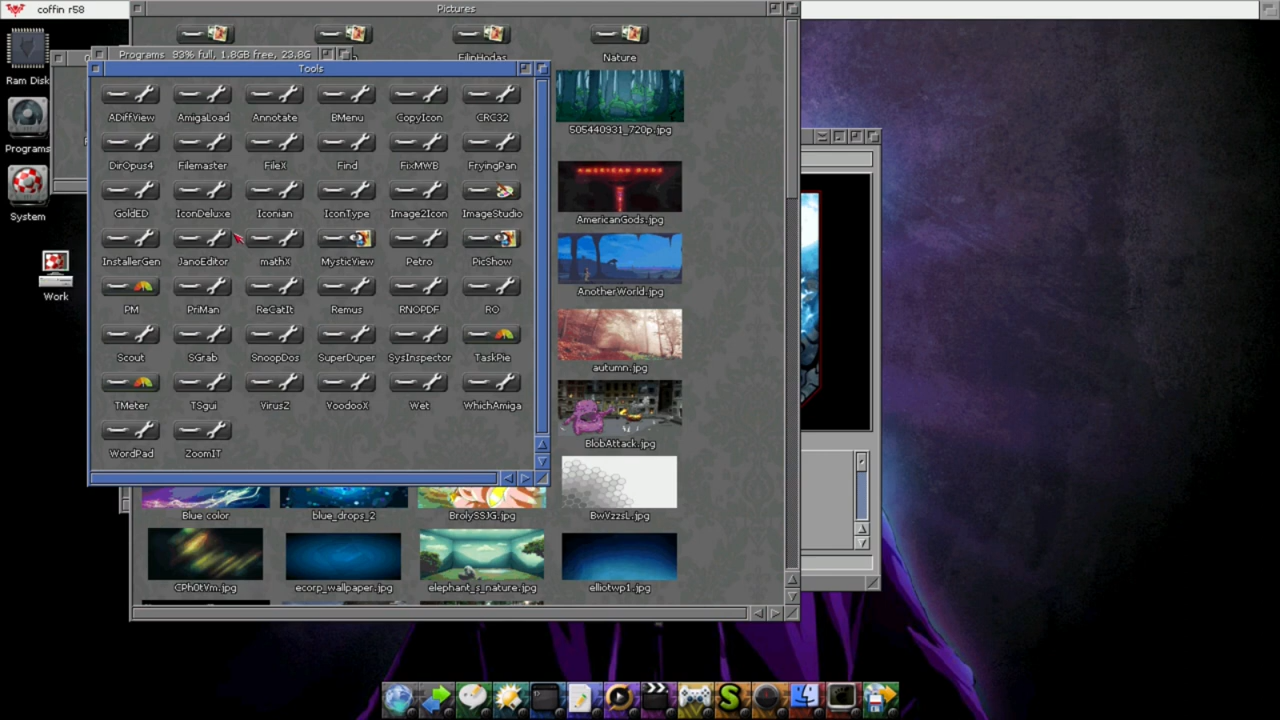 coffin r58
Pictures
Ram Disk
Programs
System
Work
Programs 93% full, 1.8GB free, 23.8G
Tools
ADiffView AmigaLoad Annotate BMenu CopyIcon CRC32
DirOpus4 Filemaster FileX Find FixMWB FryingPan
GoldED IconDeluxe Iconian IconType Image2Icon ImageStudio
InstallerGen JanoEditor mathX MysticView Petro PicShow
PM PriMan ReCatIt Remus RNOPDF RO
Scout SGrab SnoopDos SuperDuper SysInspector TaskPie
TMeter TSgui VirusZ VoodooX Wet WhichAmiga
WordPad ZoomIT
FilipHodas Nature
505440931_720p.jpg
AMERICAN GODS
AmericanGods.jpg
AnotherWorld.jpg
autumn.jpg
BlobAttack.jpg
Blue color blue_drops_2 BrolySSJG.jpg BwVzzsL.jpg
CPh0tVm.jpg ecorp_wallpaper.jpg elephant_s_nature.jpg elliotwp1.jpg